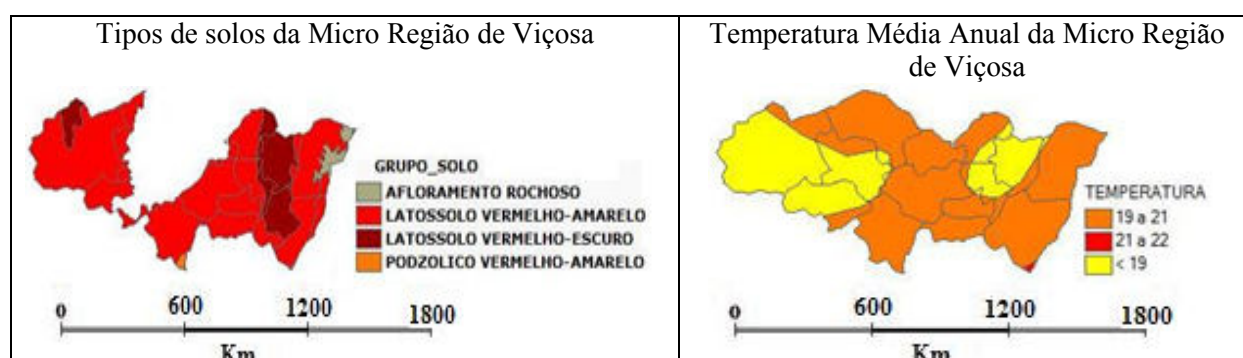 Tipos de solos da Micro Região de Viçosa
GRUPO_SOLO
AFLORAMENTO ROCHOSO
LATOSSOLO VERMELHO-AMARELO
LATOSSOLO VERMELHO-ESCURO
PODZOLICO VERMELHO-AMARELO
0 600 1200 1800
Km
Temperatura Média Anual da Micro Região
de Viçosa
TEMPERATURA
19 a 21
21 a 22
< 19
0 600 1200 1800
Km